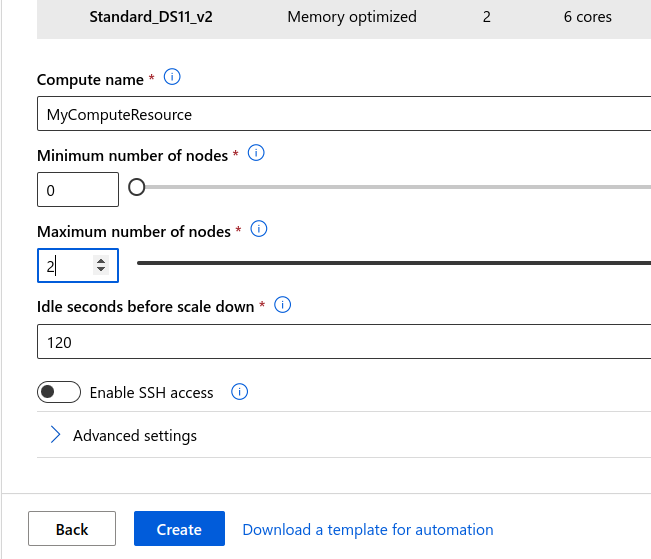 Standard_DS11_v2 Memory optimized 2 6 cores
Compute name *
MyComputeResource
Minimum number of nodes *
0
Maximum number of nodes *
2
Idle seconds before scale down *
120
Enable SSH access
Advanced settings
Back Create Download a template for automation